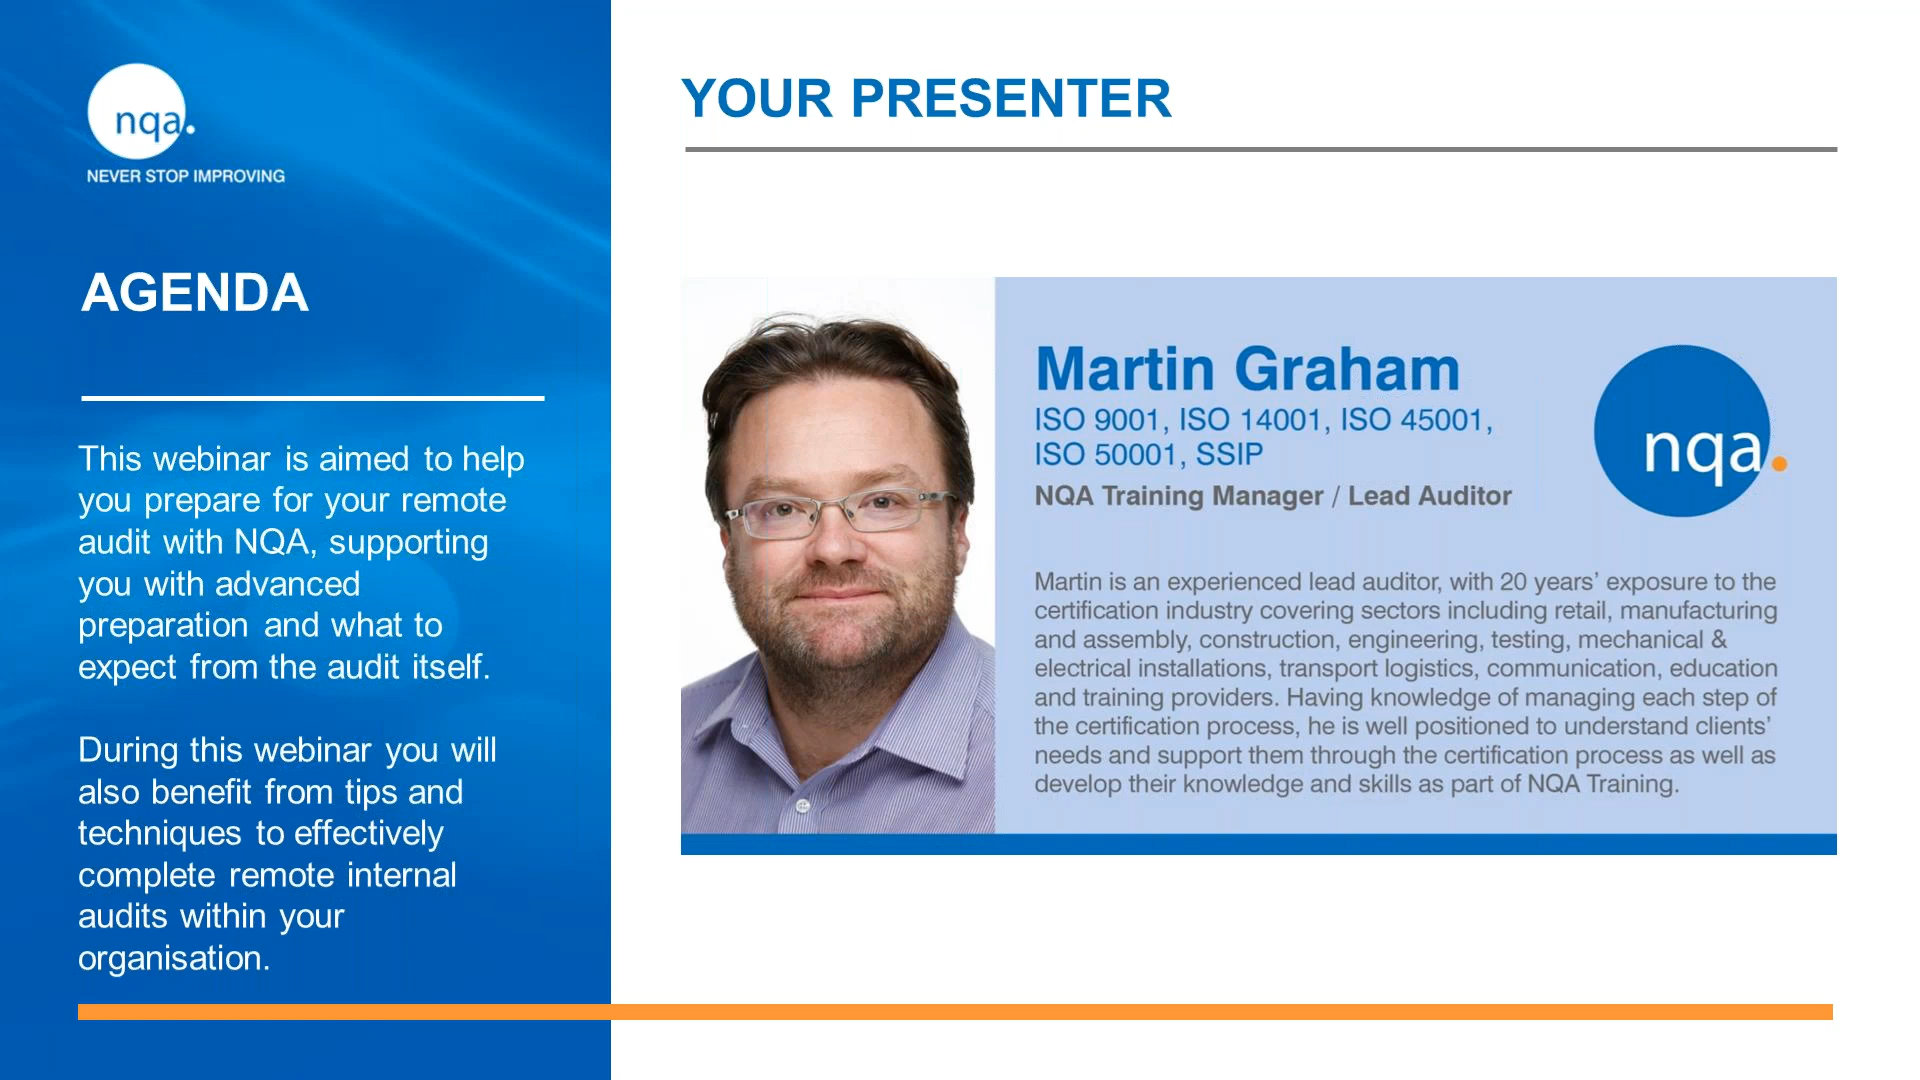 nqa.
NEVER STOP IMPROVING
AGENDA
This webinar is aimed to help
you prepare for your remote
audit with NQA, supporting
you with advanced
preparation and what to
expect from the audit itself.
During this webinar you will
also benefit from tips and
techniques to effectively
complete remote internal
audits within your
organisation.
YOUR PRESENTER
Martin Graham
ISO 9001, ISO 14001, ISO 45001,
ISO 50001, SSIP
NQA Training Manager / Lead Auditor
nqa.
Martin is an experienced lead auditor, with 20 years’ exposure to the
certification industry covering sectors including retail, manufacturing
and assembly, construction, engineering, testing, mechanical &
electrical installations, transport logistics, communication, education
and training providers. Having knowledge of managing each step of
the certification process, he is well positioned to understand clients’
needs and support them through the certification process as well as
develop their knowledge and skills as part of NQA Training.